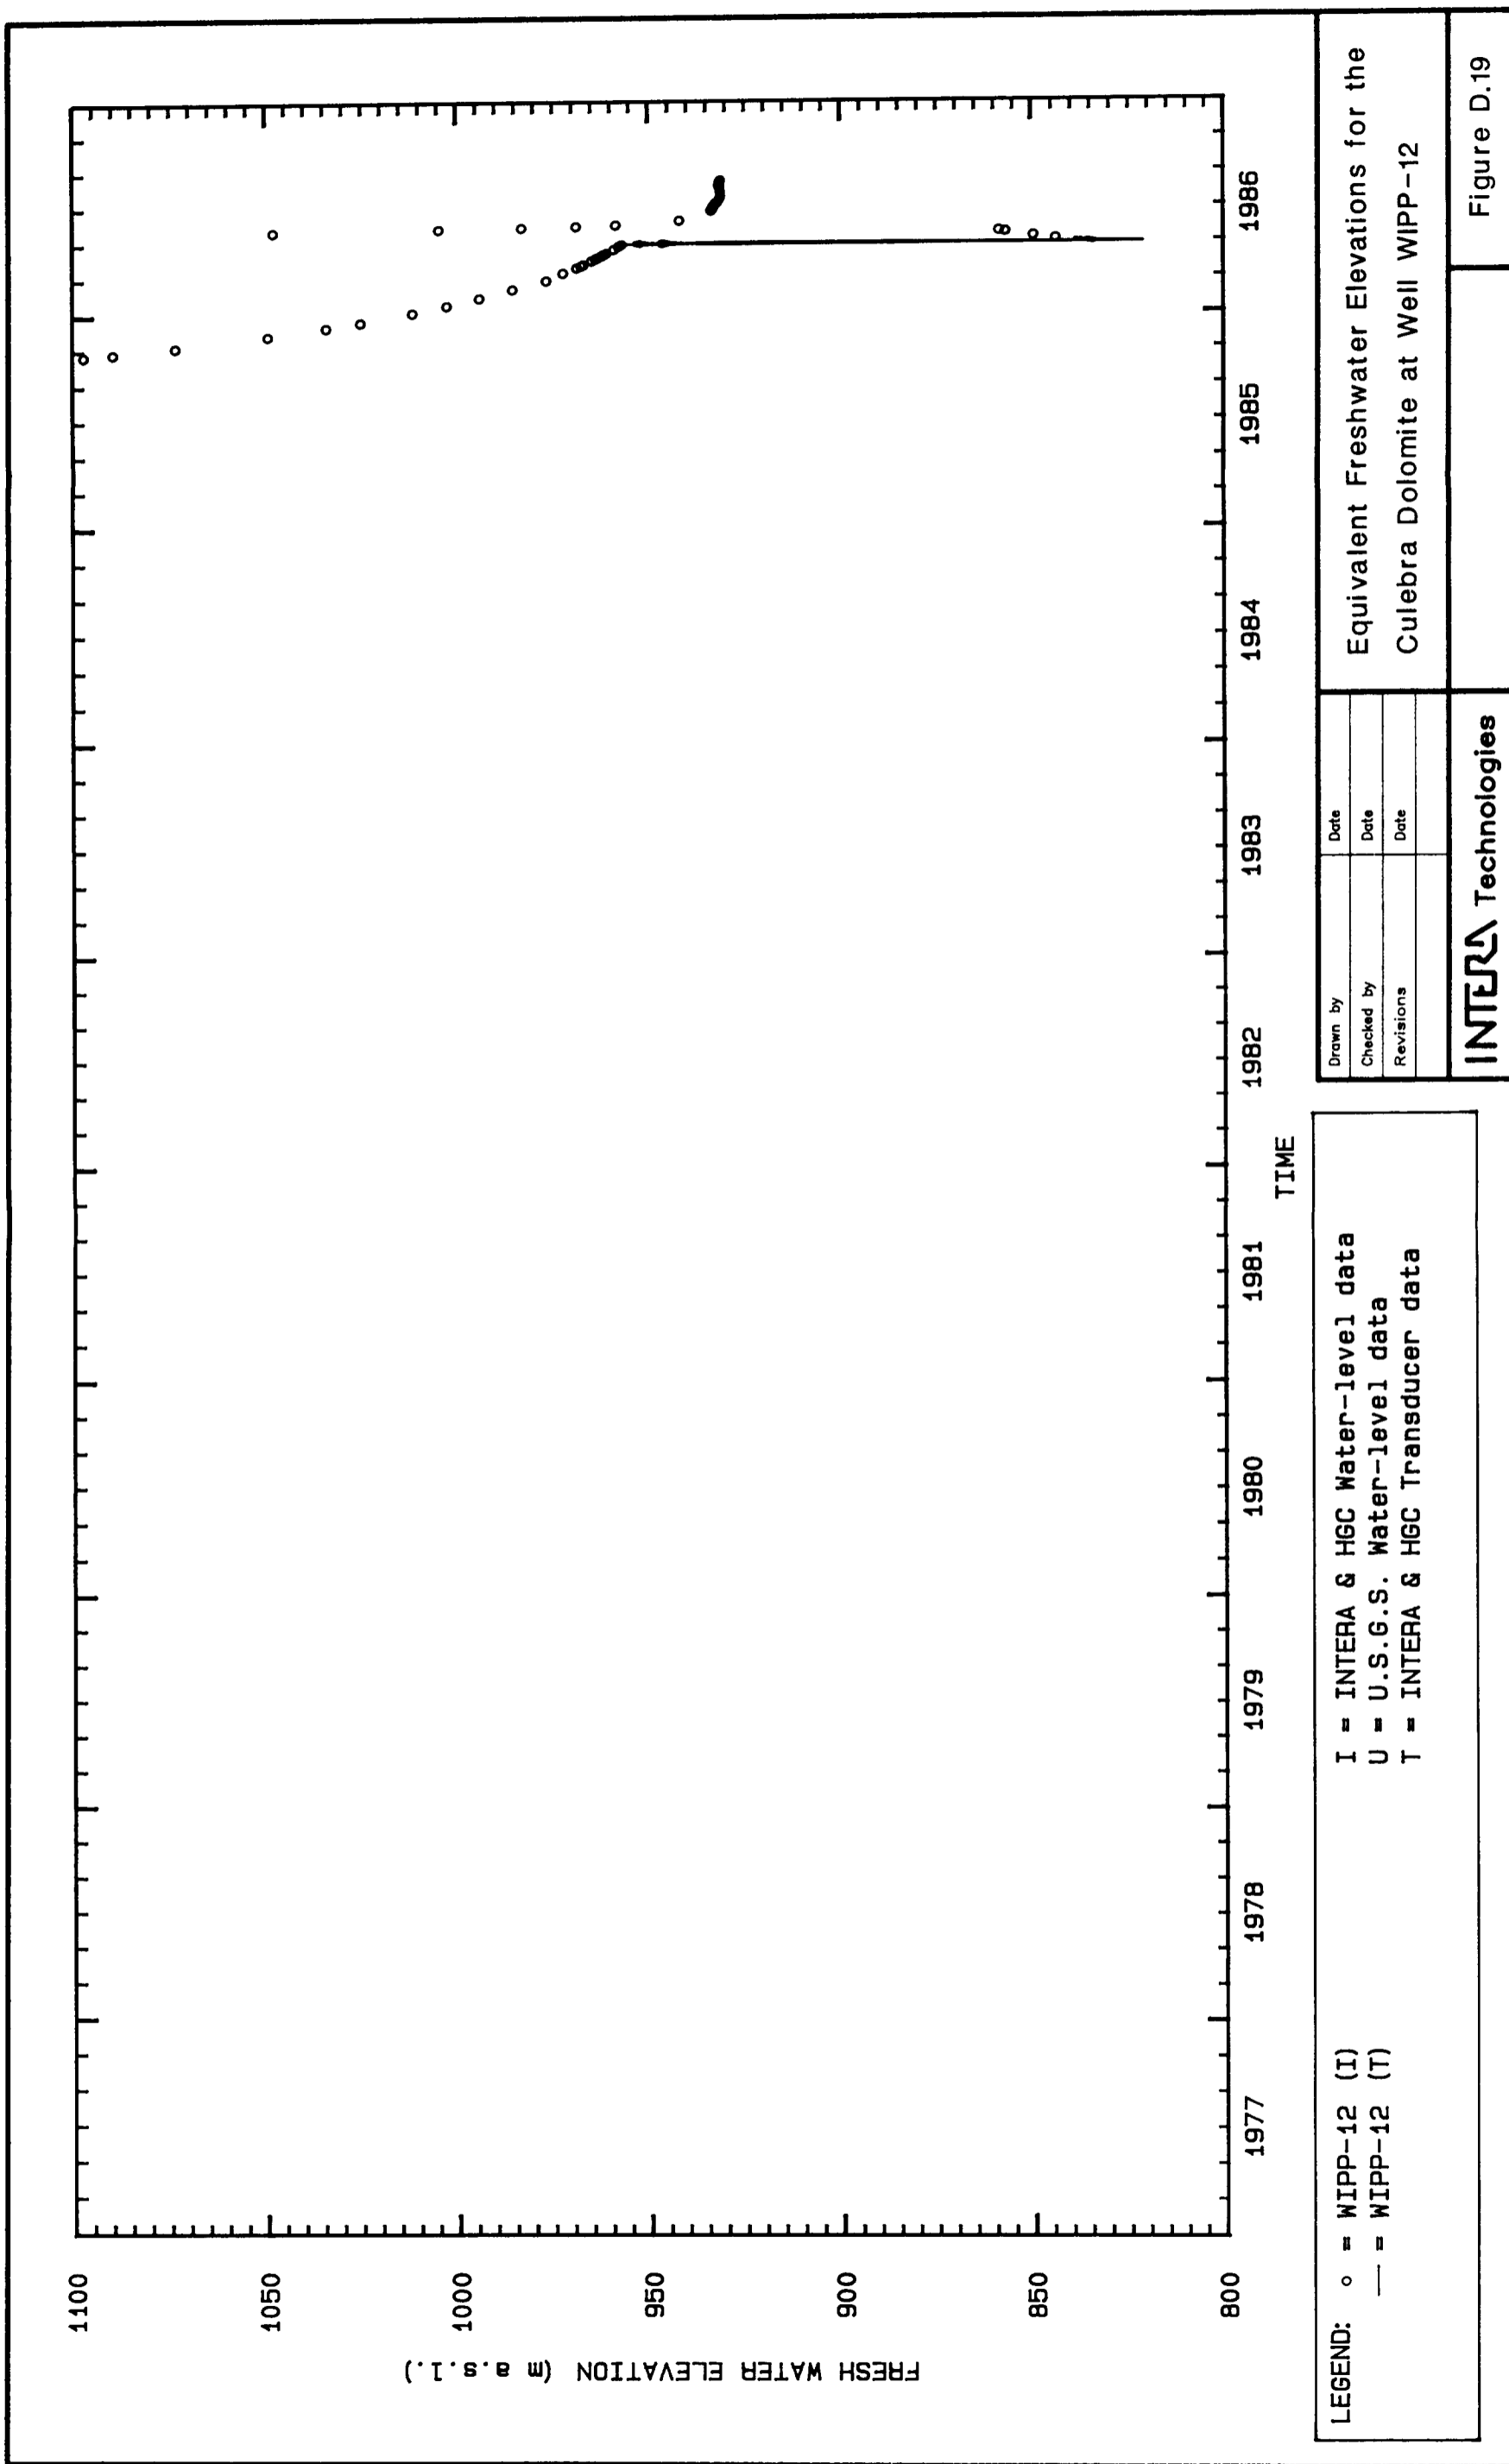 FRESH WATER ELEVATION (m a.s.l.)
1100
1050
1000
950
900
850
800
1977
1978
1979
1980
1981
1982
1983
1984
1985
1986
TIME
LEGEND:
o = WIPP-12 (I)
— = WIPP-12 (T)
I = INTERA & HGC Water-level data
U = U.S.G.S. Water-level data
T = INTERA & HGC Transducer data
Drawn by
Date
Checked by
Date
Revisions
Date
INTERA Technologies
Equivalent Freshwater Elevations for the
Culebra Dolomite at Well WIPP-12
Figure D.19